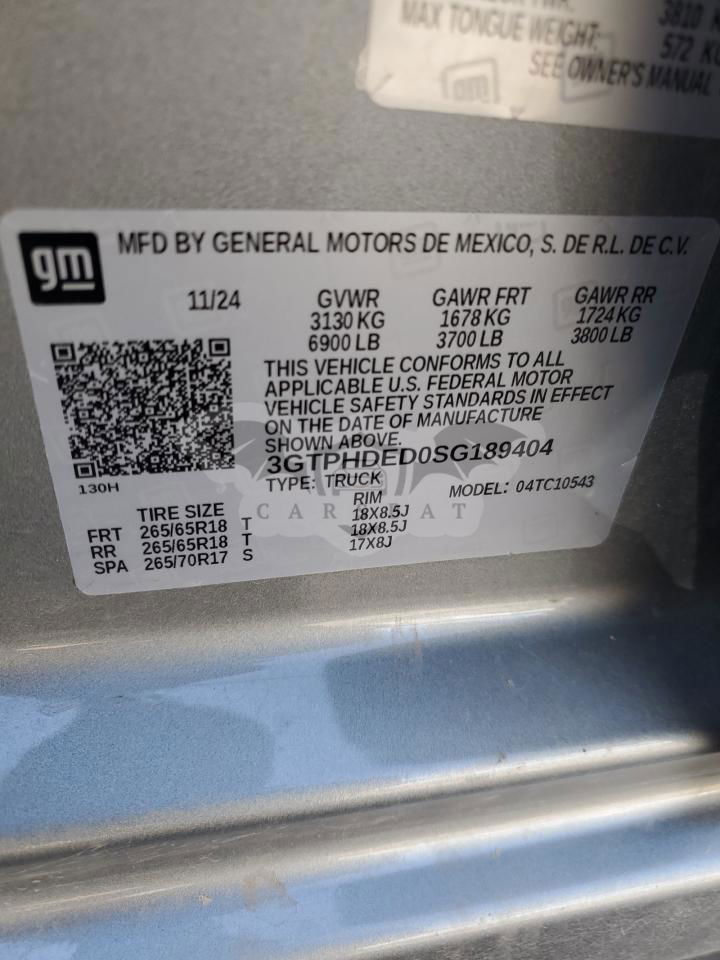 3810 K
MAX TONGUE WEIGHT: 572 KG
SEE OWNER'S MANUAL
gm
gm
MFD BY GENERAL MOTORS DE MEXICO, S. DE R.L. DE C.V.
11/24 GVWR GAWR FRT GAWR RR
3130 KG 1678 KG 1724 KG
6900 LB 3700 LB 3800 LB
THIS VEHICLE CONFORMS TO ALL
APPLICABLE U.S. FEDERAL MOTOR
VEHICLE SAFETY STANDARDS IN EFFECT
ON THE DATE OF MANUFACTURE
SHOWN ABOVE.
3GTPHDED0SG189404
130H
TYPE: TRUCK MODEL: 04TC10543
TIRE SIZE RIM
FRT 265/65R18 T 18X8.5J
RR 265/65R18 T 18X8.5J
SPA 265/70R17 S 17X8J